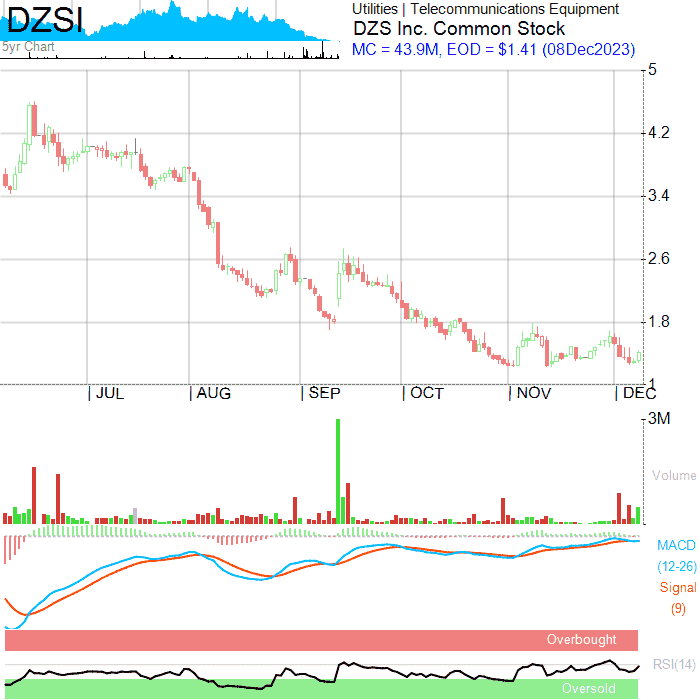 DZSI
5yr Chart
Utilities | Telecommunications Equipment
DZS Inc. Common Stock
MC = 43.9M, EOD = $1.41 (08Dec2023)
5
4.2
3.4
2.6
1.8
1
JUL AUG SEP OCT NOV DEC
3M
Volume
MACD
(12-26)
Signal
(9)
Overbought
RSI(14)
Oversold